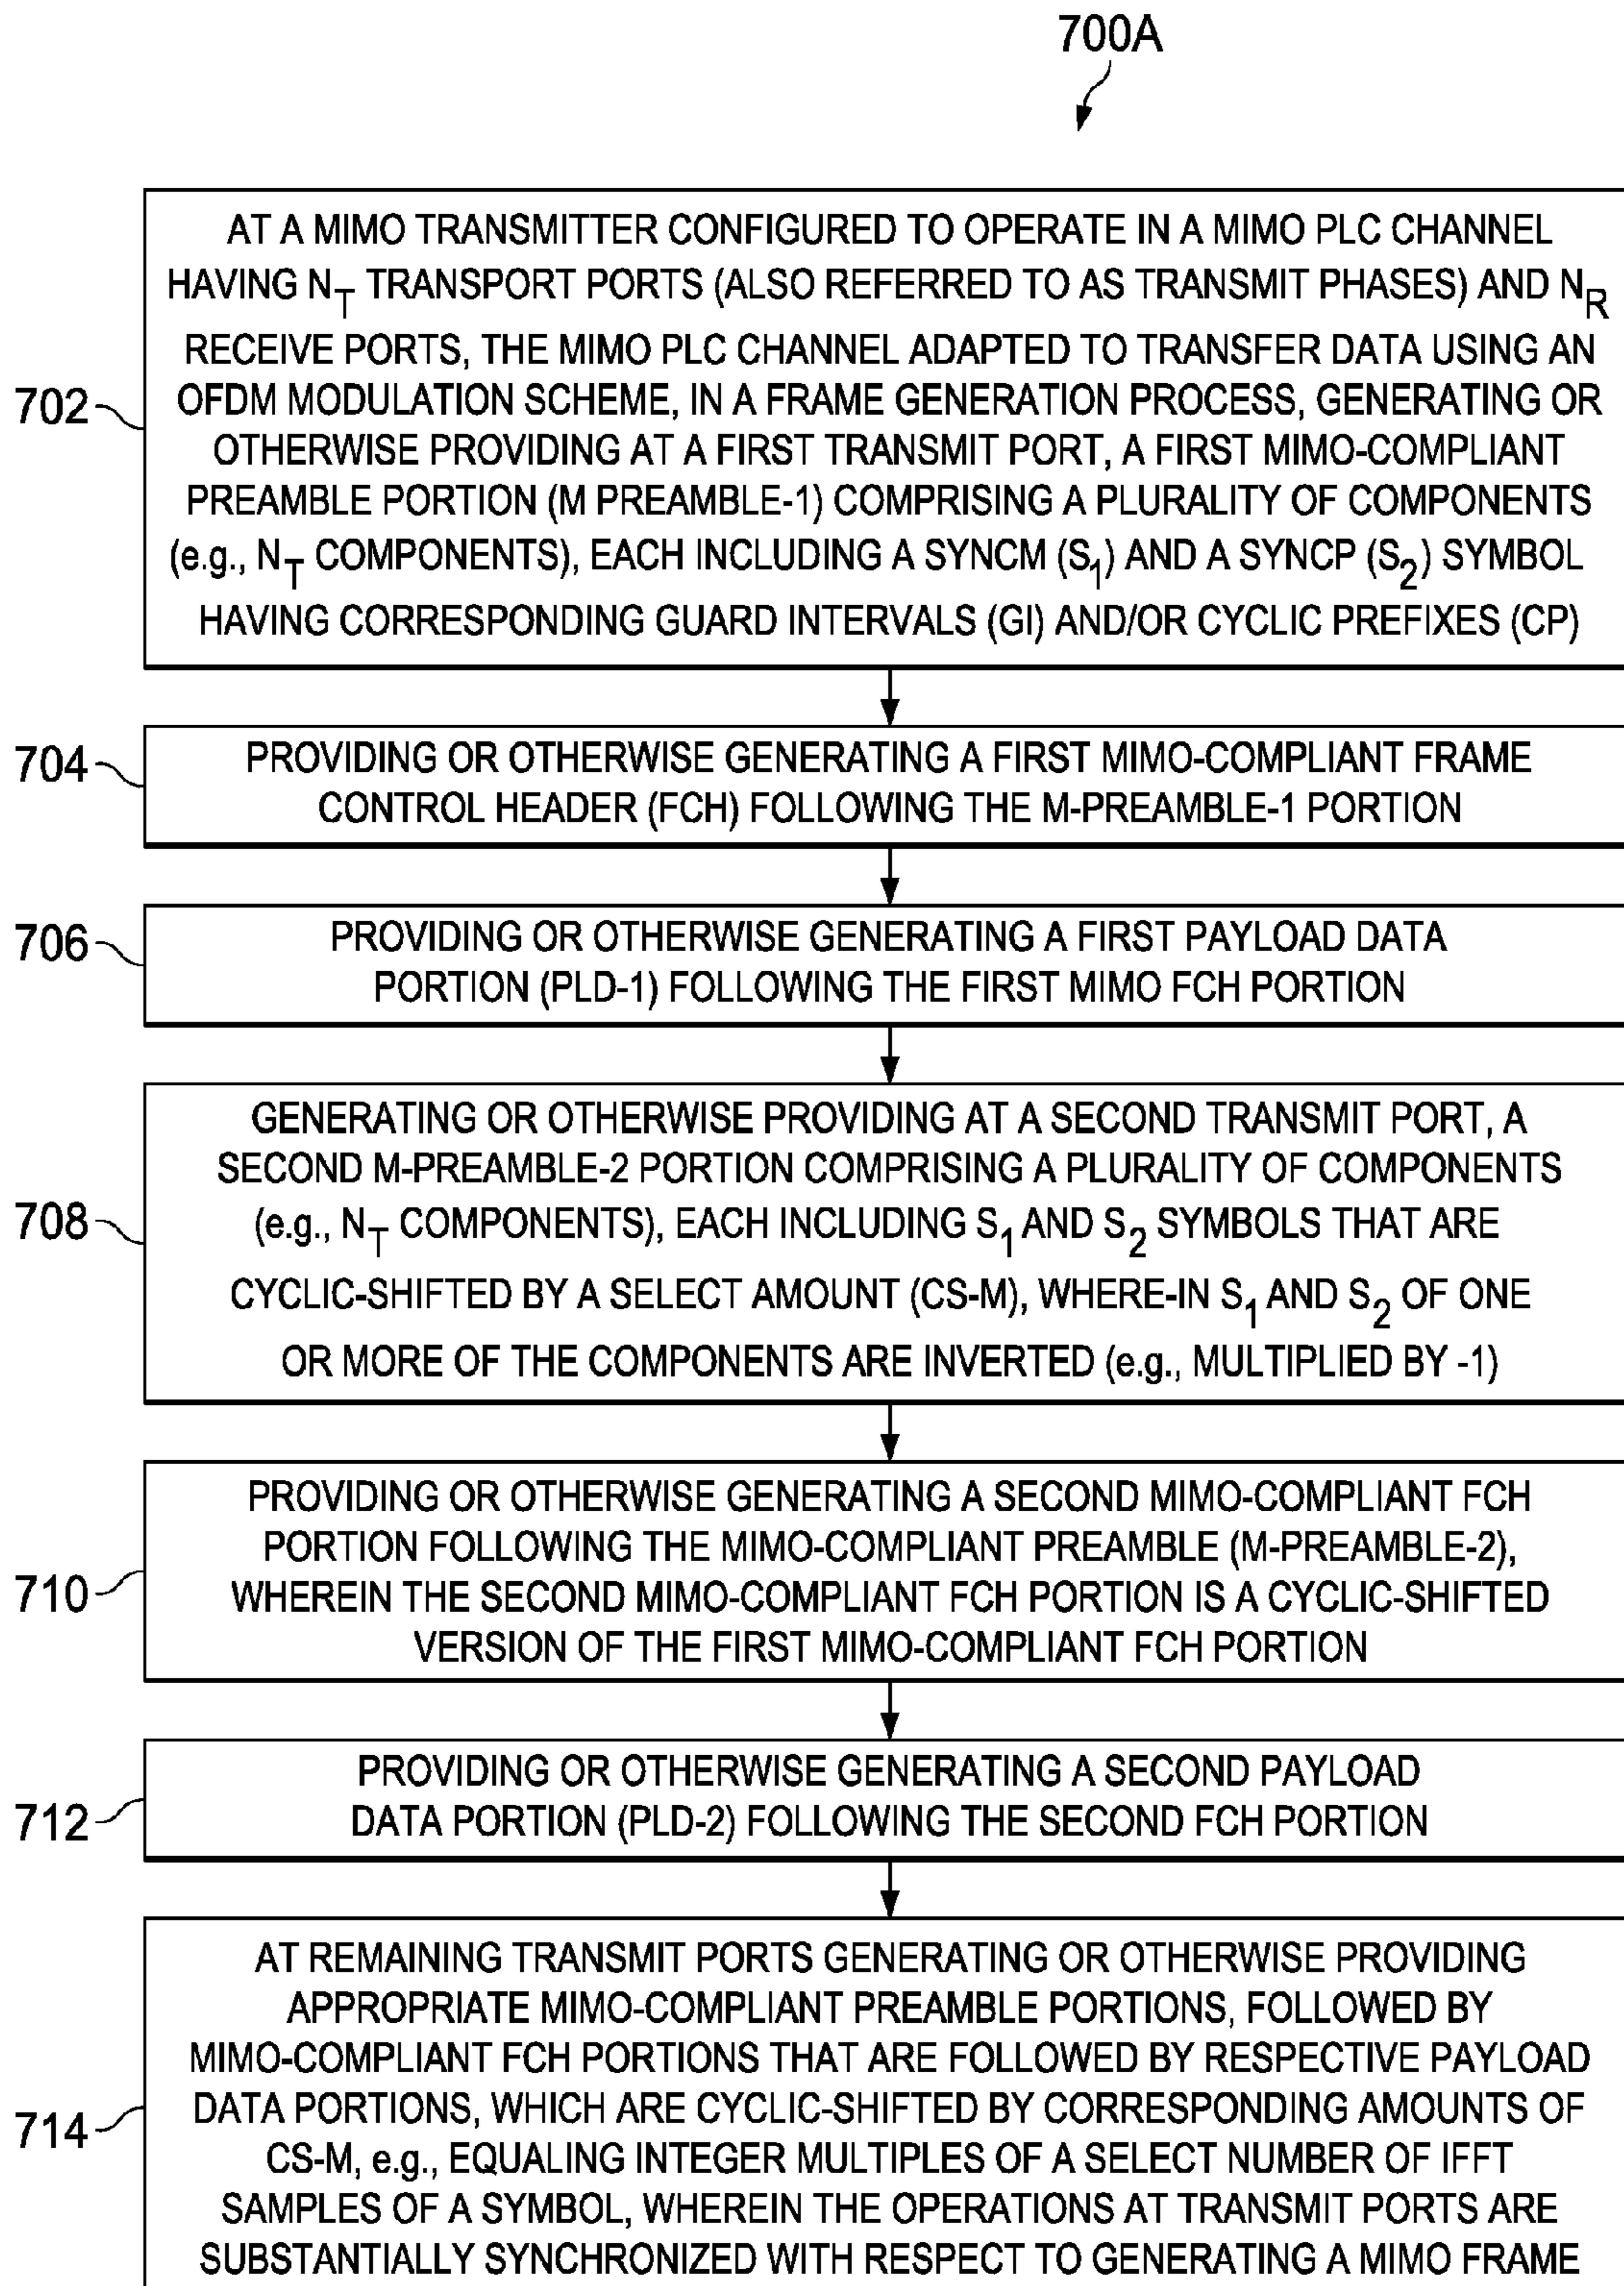 700A
702
AT A MIMO TRANSMITTER CONFIGURED TO OPERATE IN A MIMO PLC CHANNEL
HAVING N_T TRANSPORT PORTS (ALSO REFERRED TO AS TRANSMIT PHASES) AND N_R
RECEIVE PORTS, THE MIMO PLC CHANNEL ADAPTED TO TRANSFER DATA USING AN
OFDM MODULATION SCHEME, IN A FRAME GENERATION PROCESS, GENERATING OR
OTHERWISE PROVIDING AT A FIRST TRANSMIT PORT, A FIRST MIMO-COMPLIANT
PREAMBLE PORTION (M PREAMBLE-1) COMPRISING A PLURALITY OF COMPONENTS
(e.g., N_T COMPONENTS), EACH INCLUDING A SYNCM (S_1) AND A SYNCP (S_2) SYMBOL
HAVING CORRESPONDING GUARD INTERVALS (GI) AND/OR CYCLIC PREFIXES (CP)
704
PROVIDING OR OTHERWISE GENERATING A FIRST MIMO-COMPLIANT FRAME
CONTROL HEADER (FCH) FOLLOWING THE M-PREAMBLE-1 PORTION
706
PROVIDING OR OTHERWISE GENERATING A FIRST PAYLOAD DATA
PORTION (PLD-1) FOLLOWING THE FIRST MIMO FCH PORTION
708
GENERATING OR OTHERWISE PROVIDING AT A SECOND TRANSMIT PORT, A
SECOND M-PREAMBLE-2 PORTION COMPRISING A PLURALITY OF COMPONENTS
(e.g., N_T COMPONENTS), EACH INCLUDING S_1 AND S_2 SYMBOLS THAT ARE
CYCLIC-SHIFTED BY A SELECT AMOUNT (CS-M), WHERE-IN S_1 AND S_2 OF ONE
OR MORE OF THE COMPONENTS ARE INVERTED (e.g., MULTIPLIED BY -1)
710
PROVIDING OR OTHERWISE GENERATING A SECOND MIMO-COMPLIANT FCH
PORTION FOLLOWING THE MIMO-COMPLIANT PREAMBLE (M-PREAMBLE-2),
WHEREIN THE SECOND MIMO-COMPLIANT FCH PORTION IS A CYCLIC-SHIFTED
VERSION OF THE FIRST MIMO-COMPLIANT FCH PORTION
712
PROVIDING OR OTHERWISE GENERATING A SECOND PAYLOAD
DATA PORTION (PLD-2) FOLLOWING THE SECOND FCH PORTION
714
AT REMAINING TRANSMIT PORTS GENERATING OR OTHERWISE PROVIDING
APPROPRIATE MIMO-COMPLIANT PREAMBLE PORTIONS, FOLLOWED BY
MIMO-COMPLIANT FCH PORTIONS THAT ARE FOLLOWED BY RESPECTIVE PAYLOAD
DATA PORTIONS, WHICH ARE CYCLIC-SHIFTED BY CORRESPONDING AMOUNTS OF
CS-M, e.g., EQUALING INTEGER MULTIPLES OF A SELECT NUMBER OF IFFT
SAMPLES OF A SYMBOL, WHEREIN THE OPERATIONS AT TRANSMIT PORTS ARE
SUBSTANTIALLY SYNCHRONIZED WITH RESPECT TO GENERATING A MIMO FRAME